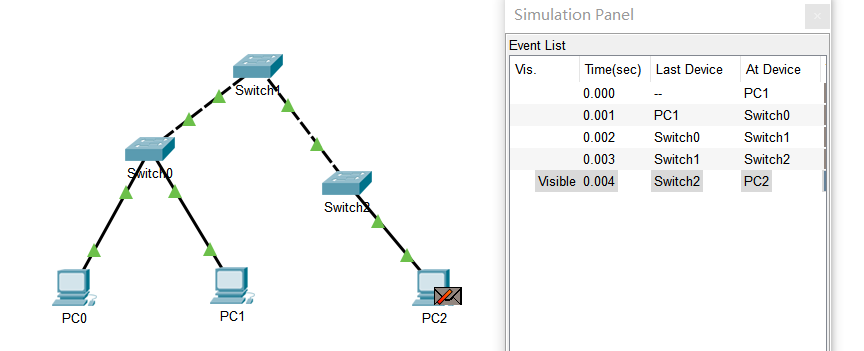 Simulation Panel
Event List
Vis. Time(sec) Last Device At Device
0.000 -- PC1
0.001 PC1 Switch0
0.002 Switch0 Switch1
0.003 Switch1 Switch2
Visible 0.004 Switch2 PC2
Switch1
Switch0
Switch2
PC0
PC1
PC2